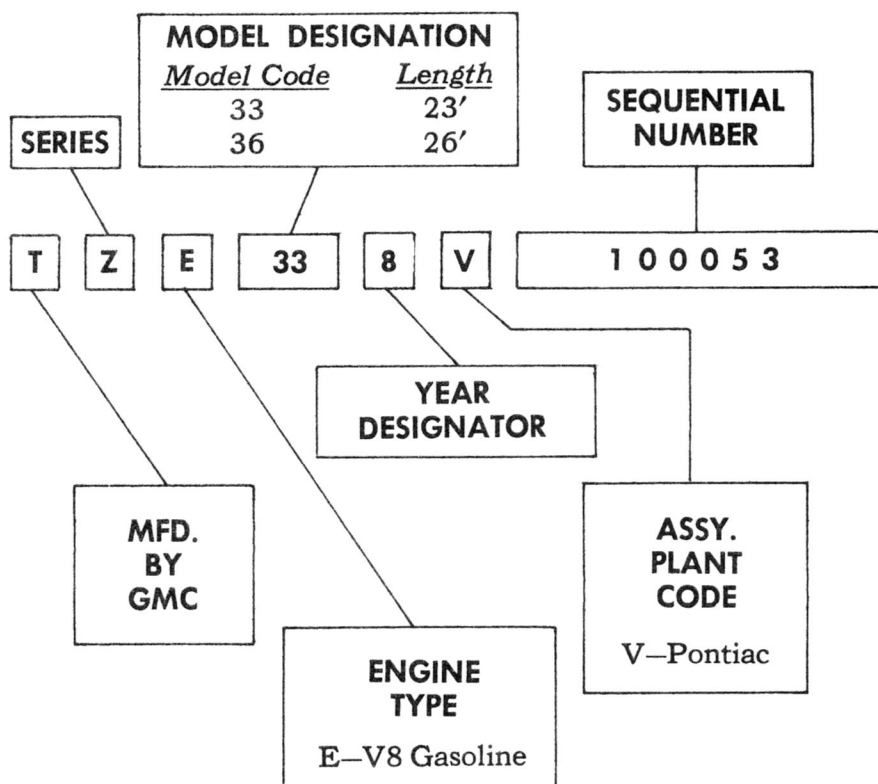 MODEL DESIGNATION
Model Code Length
33 23′
36 26′
SERIES
SEQUENTIAL
NUMBER
T Z E 33 8 V 100053
YEAR
DESIGNATOR
MFD.
BY
GMC
ASSY.
PLANT
CODE
V—Pontiac
ENGINE
TYPE
E—V8 Gasoline